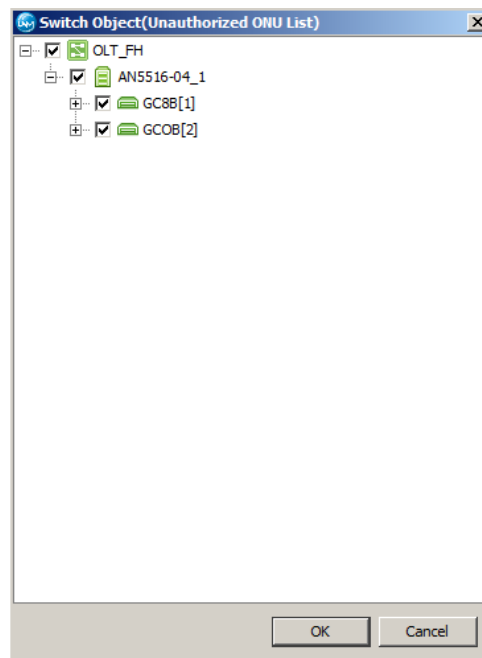 Switch Object(Unauthorized ONU List)
OLT_FH
AN5516-04_1
GC8B[1]
GCOB[2]
OK
Cancel